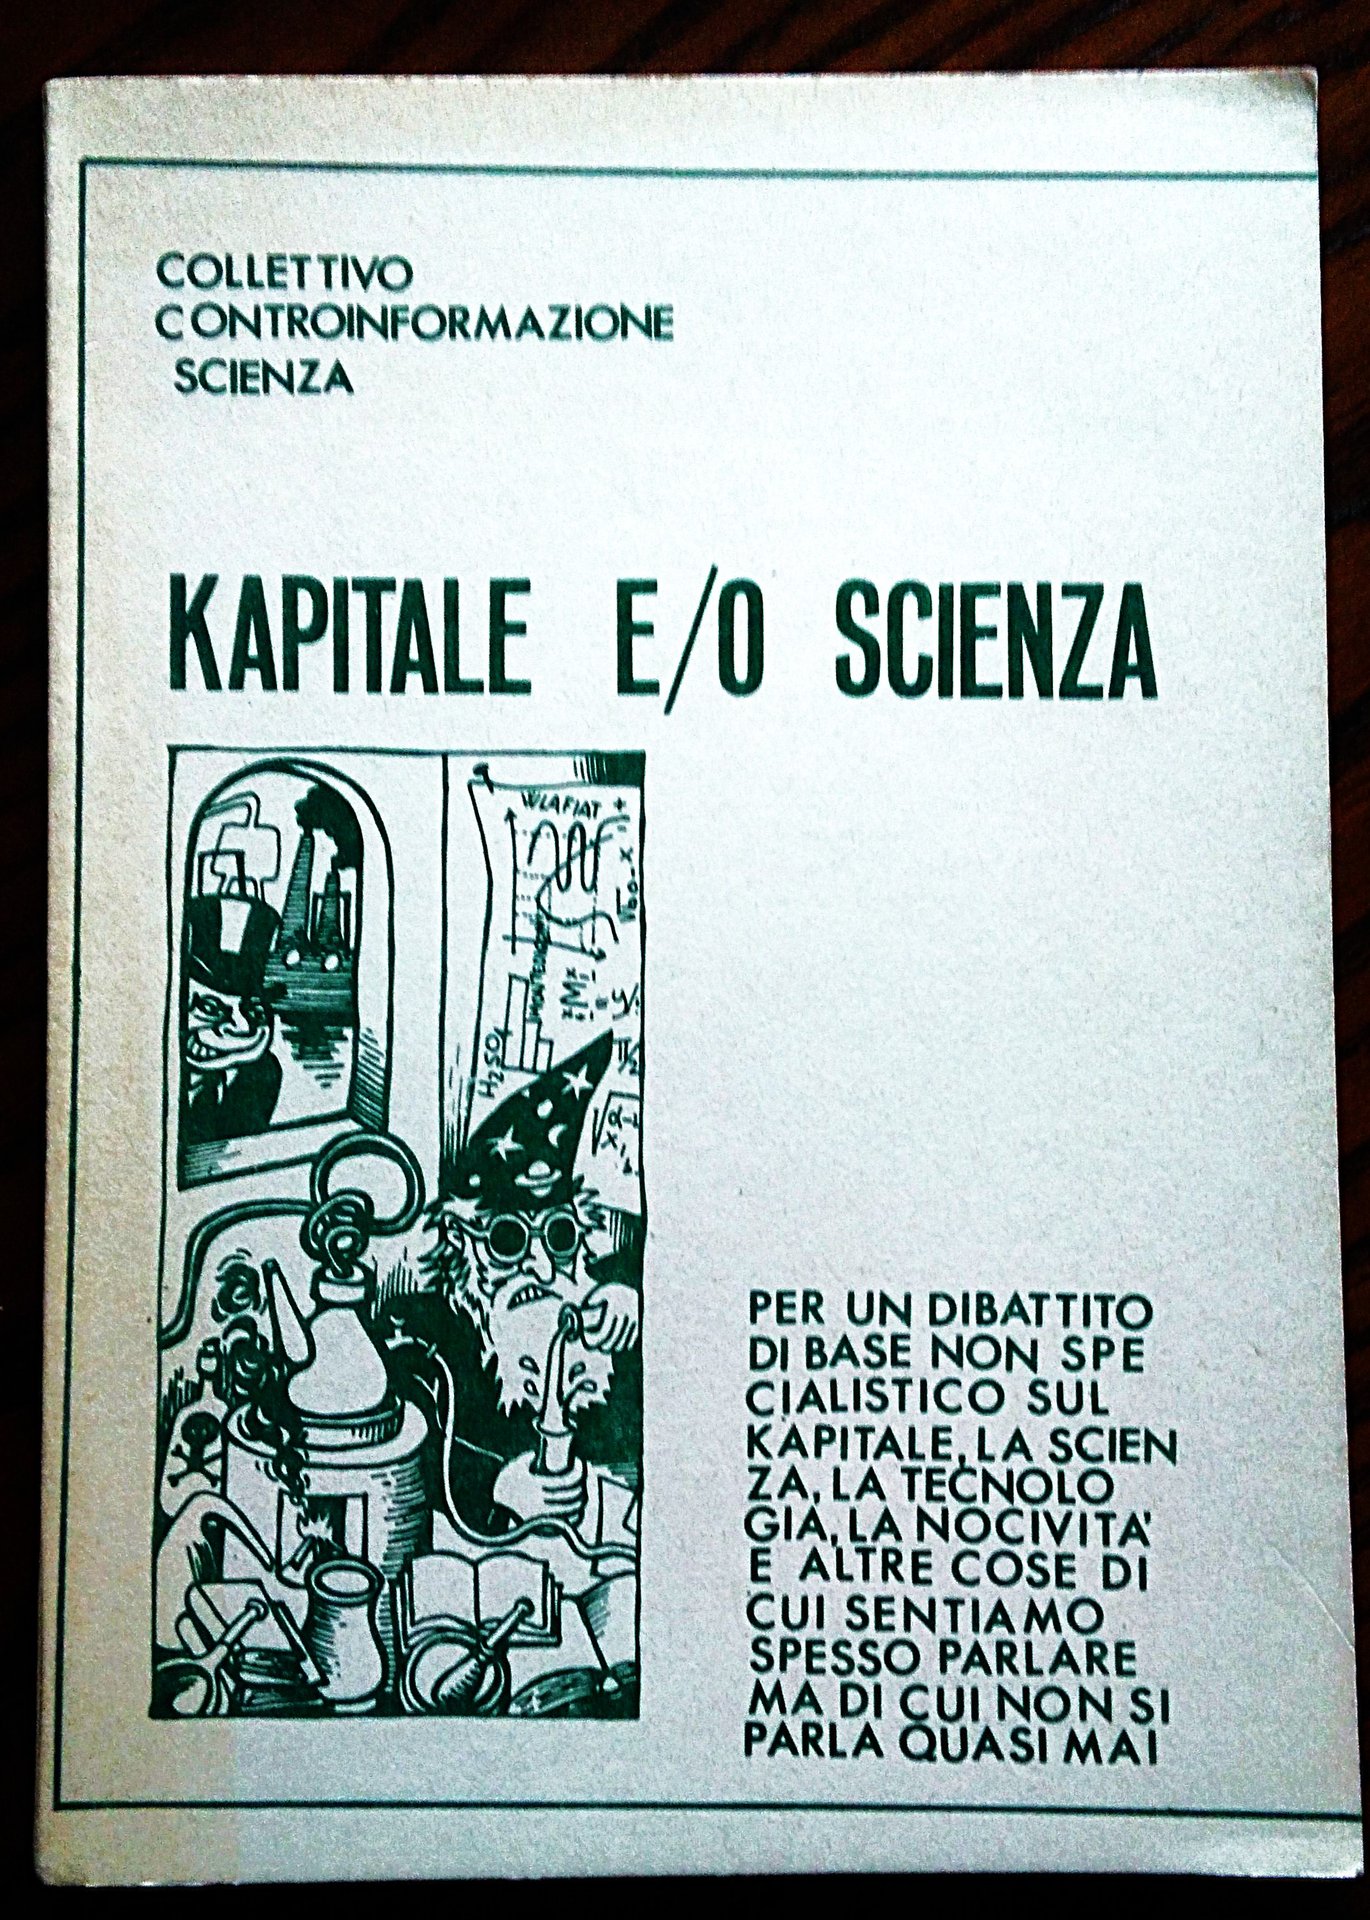 COLLETTIVO
CONTROINFORMAZIONE
SCIENZA
KAPITALE E/O SCIENZA
W LA FIAT +
H2SO4
PER UN DIBATTITO
DI BASE NON SPE
CIALISTICO SUL
KAPITALE, LA SCIEN
ZA, LA TECNOLO
GIA, LA NOCIVITA'
E ALTRE COSE DI
CUI SENTIAMO
SPESSO PARLARE
MA DI CUI NON SI
PARLA QUASI MAI